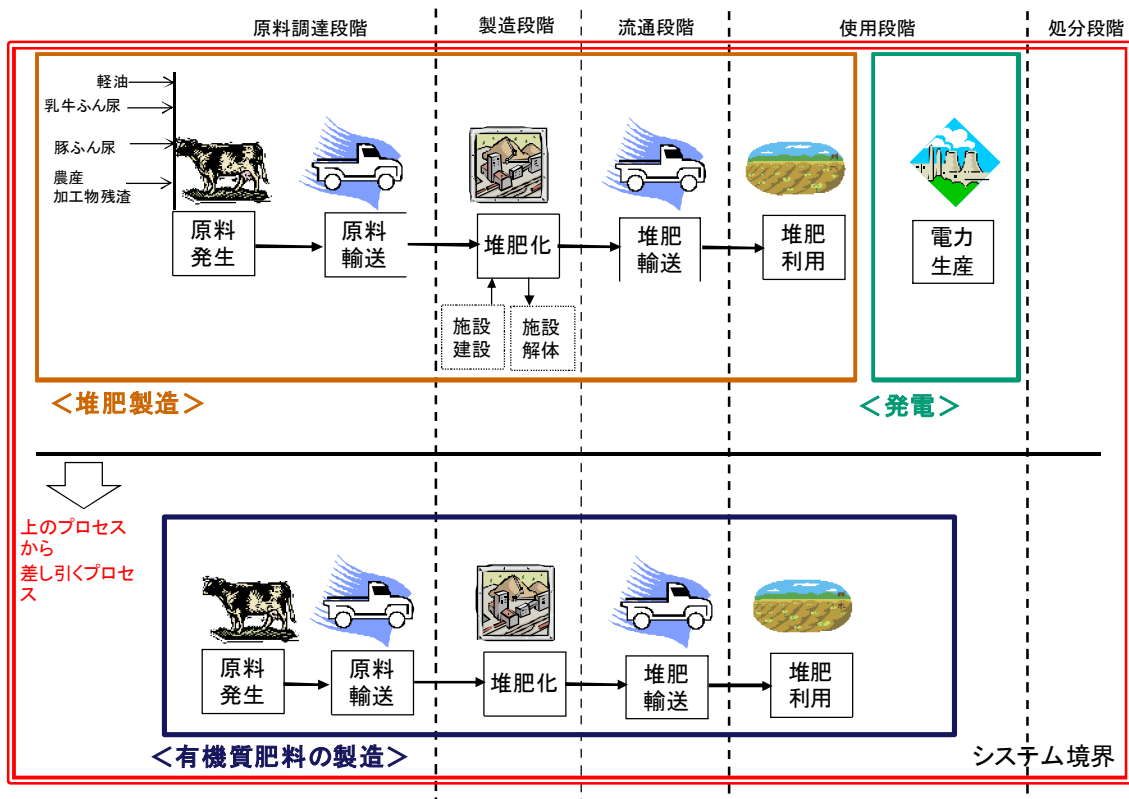 原料調達段階
製造段階
流通段階
使用段階
処分段階
軽油
乳牛ふん尿
豚ふん尿
農産
加工物残渣
原料
発生
原料
輸送
堆肥化
堆肥
輸送
堆肥
利用
電力
生産
施設
建設
施設
解体
＜堆肥製造＞
＜発電＞
上のプロセス
から
差し引くプロセ
ス
原料
発生
原料
輸送
堆肥化
堆肥
輸送
堆肥
利用
＜有機質肥料の製造＞
システム境界